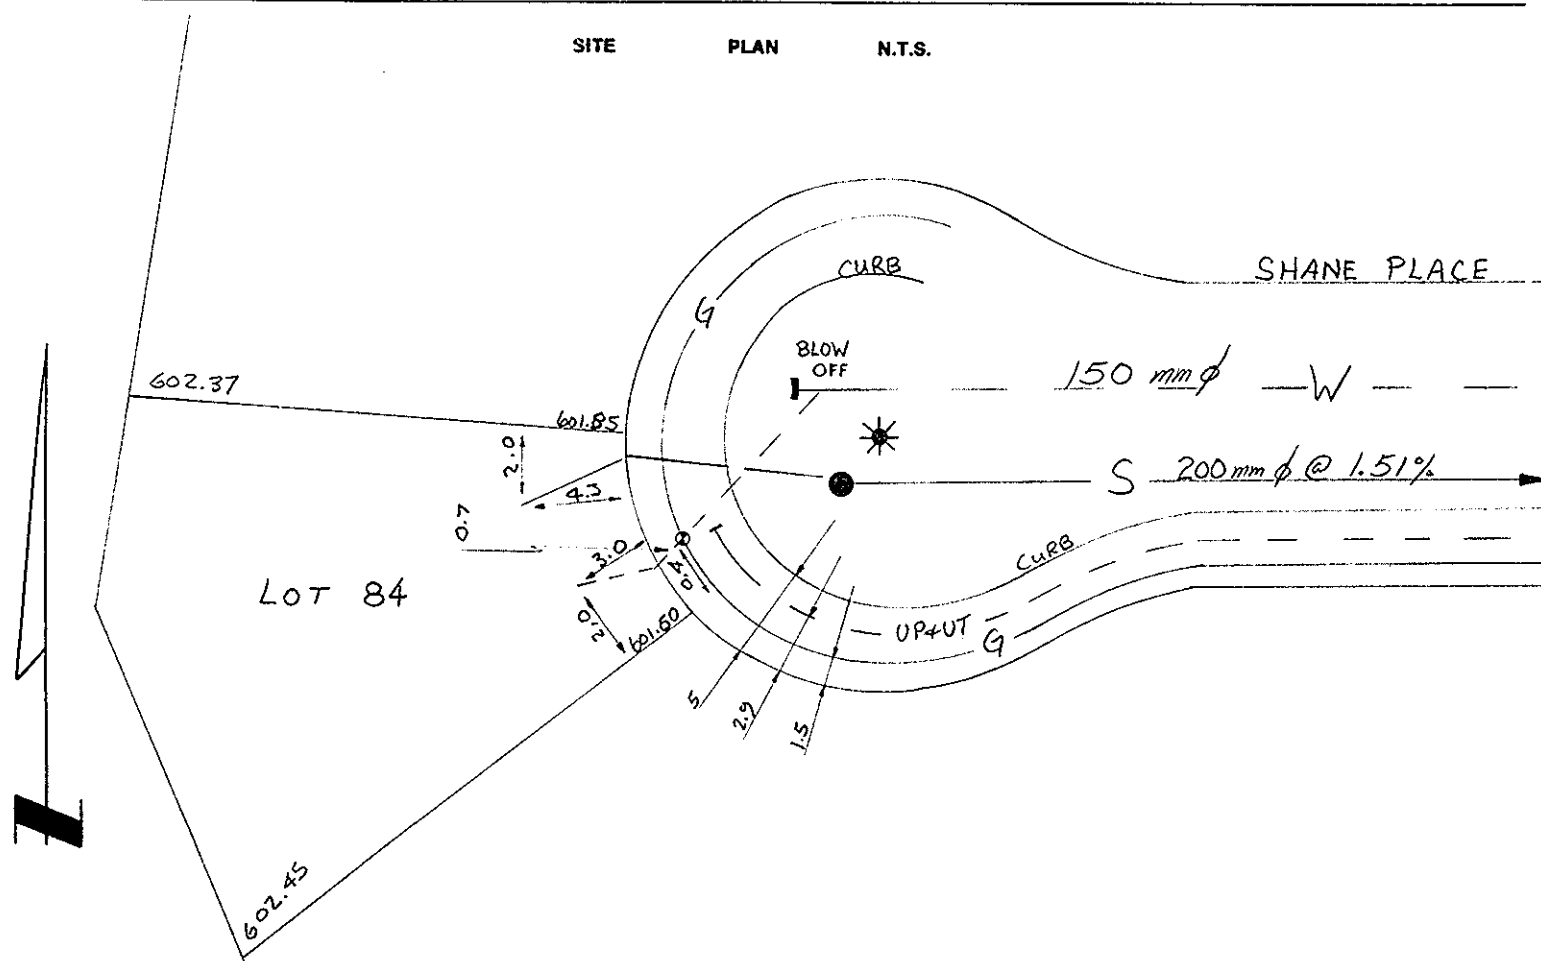 SITE PLAN N.T.S.
SHANE PLACE
CURB
G
BLOW
OFF
150 mm ⌀ W
602.37
601.85
2.0
4.3
S 200 mm ⌀ @ 1.51%
0.7
3.0
CURB
LOT 84
2.0
601.60
UP&UT
G
5
2.9
1.5
602.45